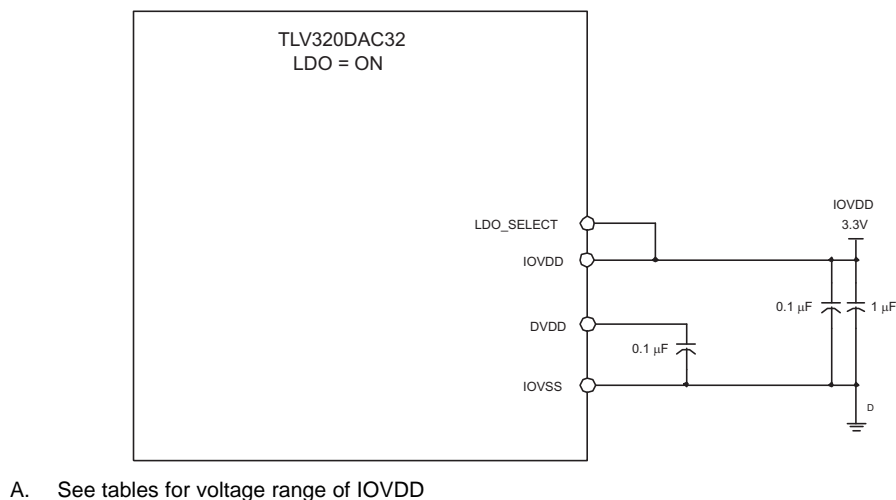 TLV320DAC32
LDO = ON
LDO_SELECT
IOVDD
3.3V
IOVDD
0.1 μF
1 μF
DVDD
0.1 μF
IOVSS
D
A. See tables for voltage range of IOVDD